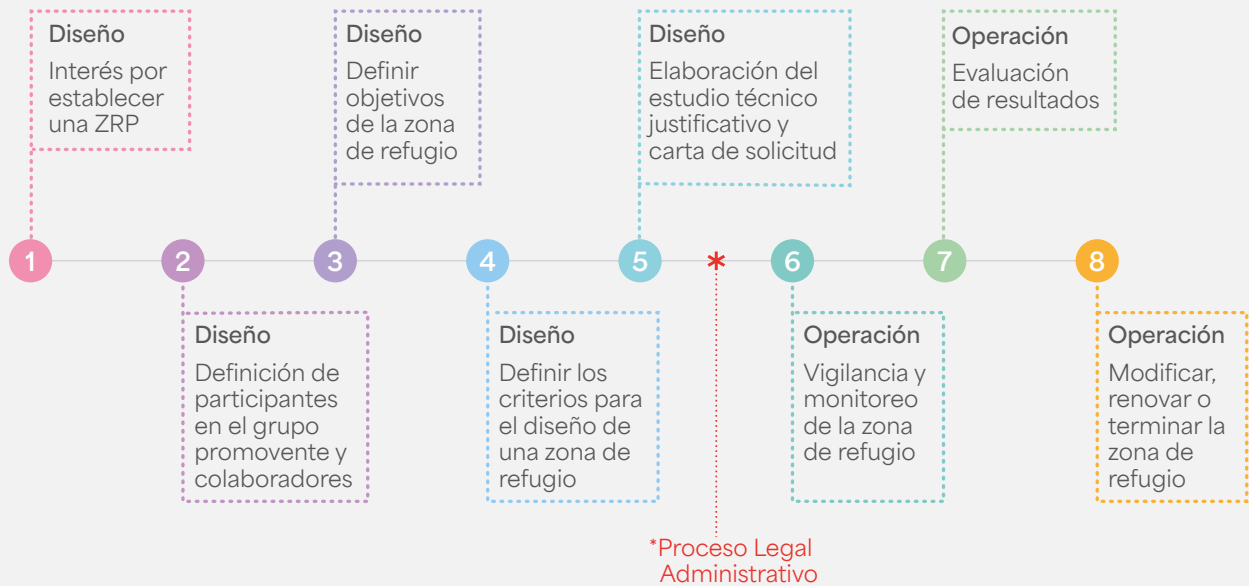 Diseño
Interés por
establecer
una ZRP
Diseño
Definir
objetivos
de la zona
de refugio
Diseño
Elaboración del
estudio técnico
justificativo y
carta de solicitud
Operación
Evaluación
de resultados
1
2
3
4
5
*
6
7
8
Diseño
Definición de
participantes
en el grupo
promovente y
colaboradores
Diseño
Definir los
criterios para
el diseño de
una zona de
refugio
Operación
Vigilancia y
monitoreo
de la zona
de refugio
Operación
Modificar,
renovar o
terminar la
zona de
refugio
*Proceso Legal
Administrativo